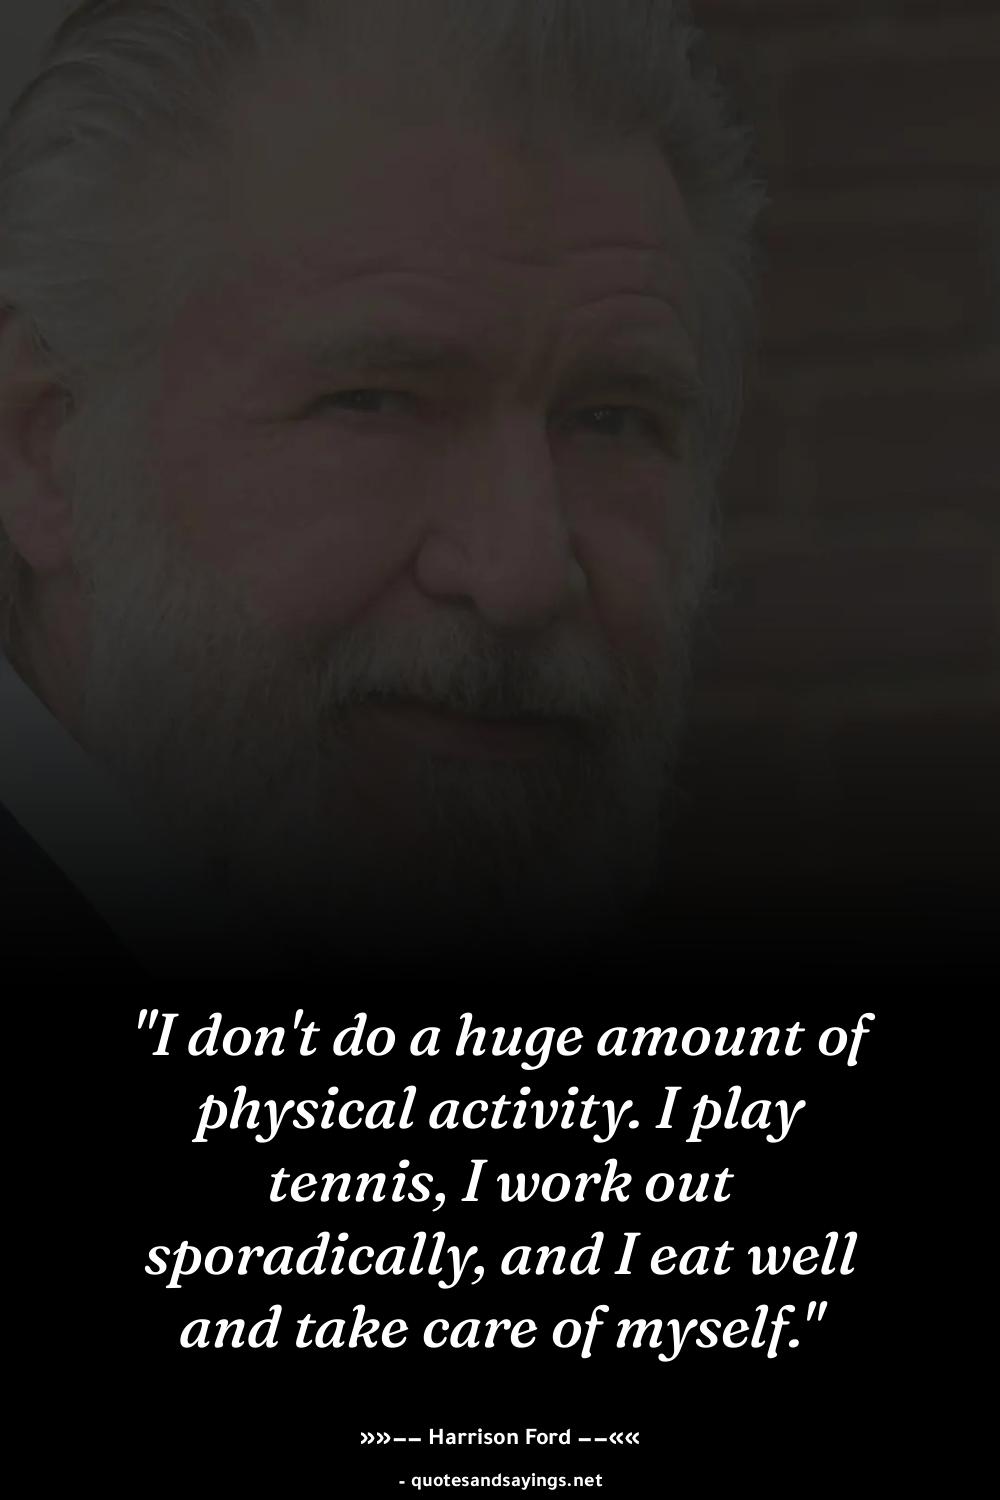 "I don't do a huge amount of
physical activity. I play
tennis, I work out
sporadically, and I eat well
and take care of myself."
»»−− Harrison Ford −−««
- quotesandsayings.net